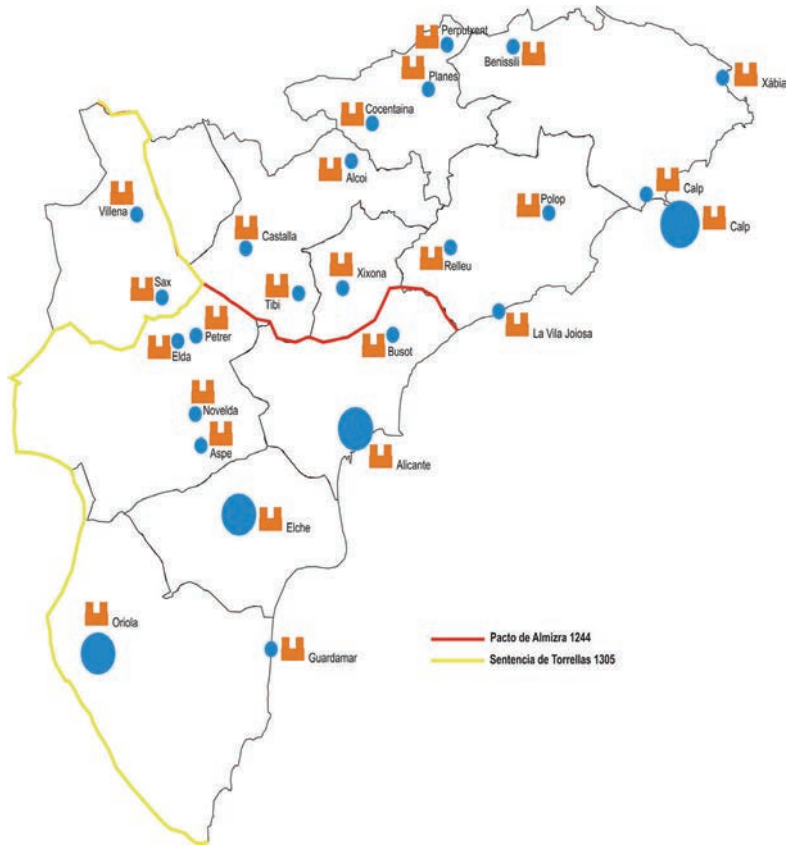 Perputxent
Benissili
Planes
Xàbia
Cocentaina
Alcoi
Calp
Polop
Villena
Calp
Castalla
Relleu
Xixona
Sax
Tibi
La Vila Joiosa
Petrer
Busot
Elda
Novelda
Aspe
Alicante
Elche
Oriola
Pacto de Almizra 1244
Guardamar
Sentencia de Torrellas 1305